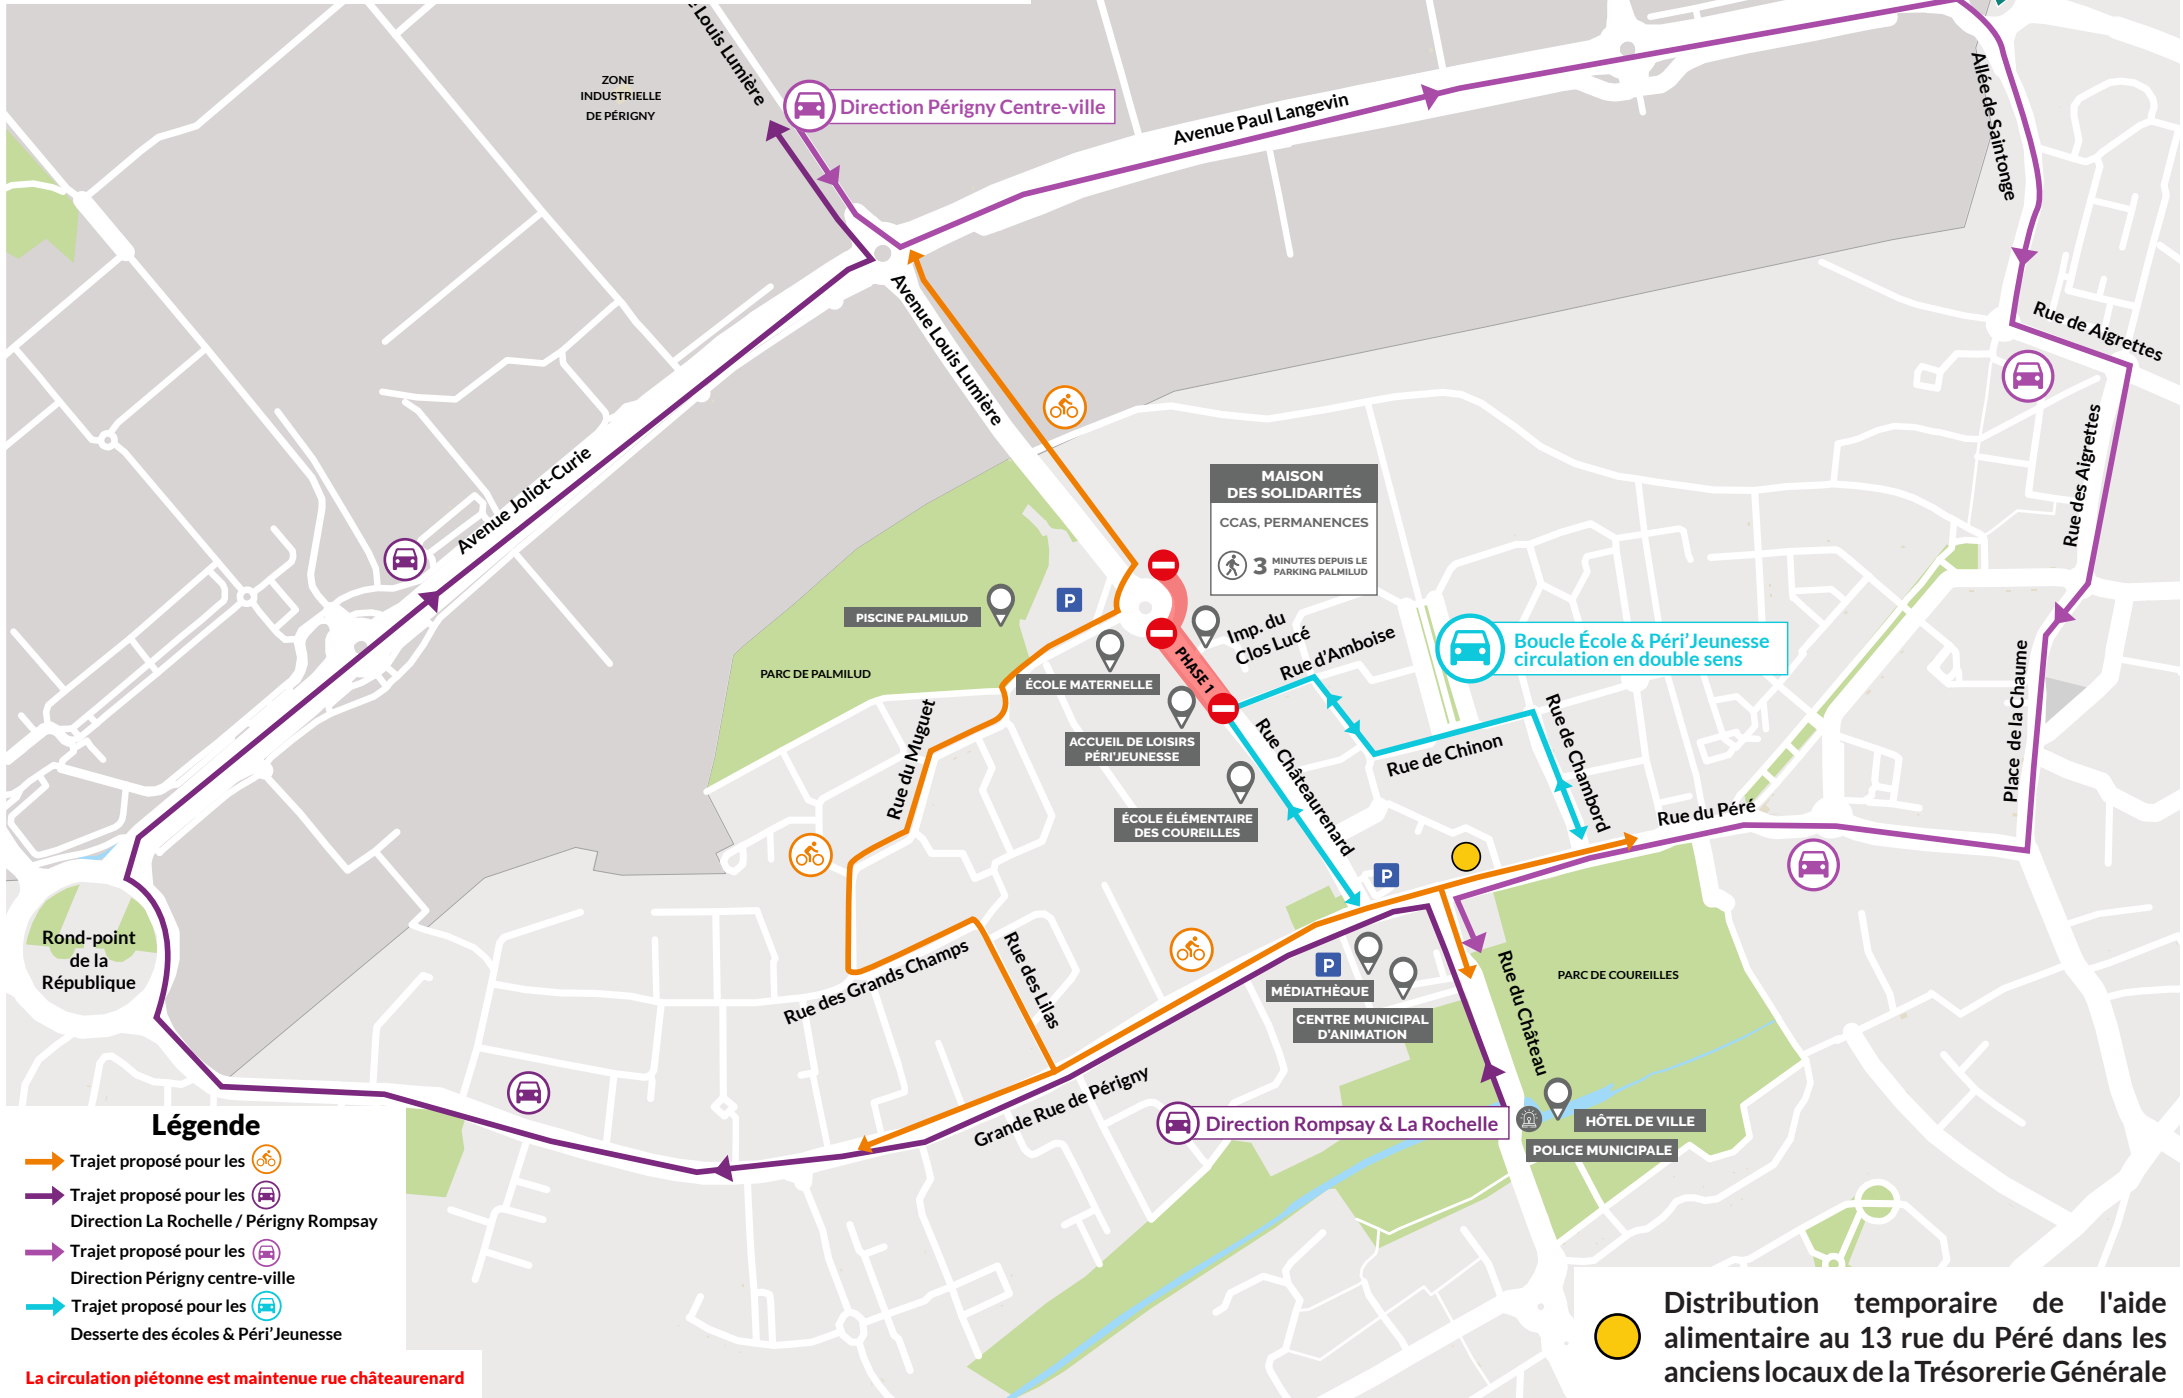 Louis Lumière
ZONE
INDUSTRIELLE
DE PÉRIGNY
Direction Périgny Centre-ville
Avenue Paul Langevin
Allée de Saintonge
Rue de Aigrettes
Rue des Aigrettes
Avenue Louis Lumière
Avenue Joliot-Curie
MAISON
DES SOLIDARITÉS
CCAS, PERMANENCES
3 MINUTES DEPUIS LE
PARKING PALMILUD
P
PISCINE PALMILUD
PARC DE PALMILUD
ÉCOLE MATERNELLE
PHASE 1
Imp. du
Clos Lucé
Rue d'Amboise
Boucle École & Péri'Jeunesse
circulation en double sens
ACCUEIL DE LOISIRS
PÉRI'JEUNESSE
Rue du Muguet
Rue Châteaurenard
Rue de Chinon
Rue de Chambord
Place de la Chaume
ÉCOLE ÉLÉMENTAIRE
DES COUREILLES
Rue du Péré
P
Rond-point
de la
République
Rue des Grands Champs
Rue des Lilas
P
MÉDIATHÈQUE
CENTRE MUNICIPAL
D'ANIMATION
Rue du Château
PARC DE COUREILLES
Grande Rue de Périgny
Direction Rompsay & La Rochelle
HÔTEL DE VILLE
POLICE MUNICIPALE
Légende
Trajet proposé pour les
Trajet proposé pour les
Direction La Rochelle / Périgny Rompsay
Trajet proposé pour les
Direction Périgny centre-ville
Trajet proposé pour les
Desserte des écoles & Péri'Jeunesse
La circulation piétonne est maintenue rue châteaurenard
Distribution temporaire de l'aide
alimentaire au 13 rue du Péré dans les
anciens locaux de la Trésorerie Générale